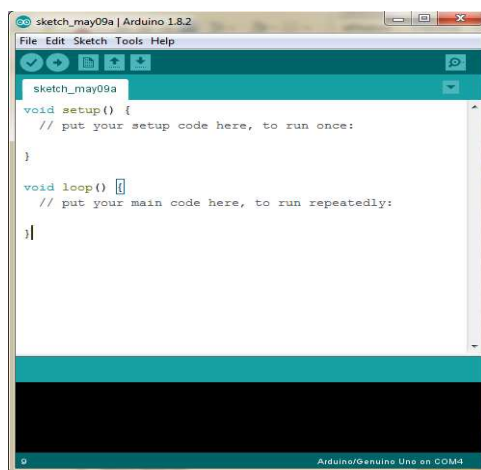 sketch_may09a | Arduino 1.8.2
File Edit Sketch Tools Help
sketch_may09a
void setup() {
// put your setup code here, to run once:
}
void loop() {
// put your main code here, to run repeatedly:
}
9
Arduino/Genuino Uno on COM4